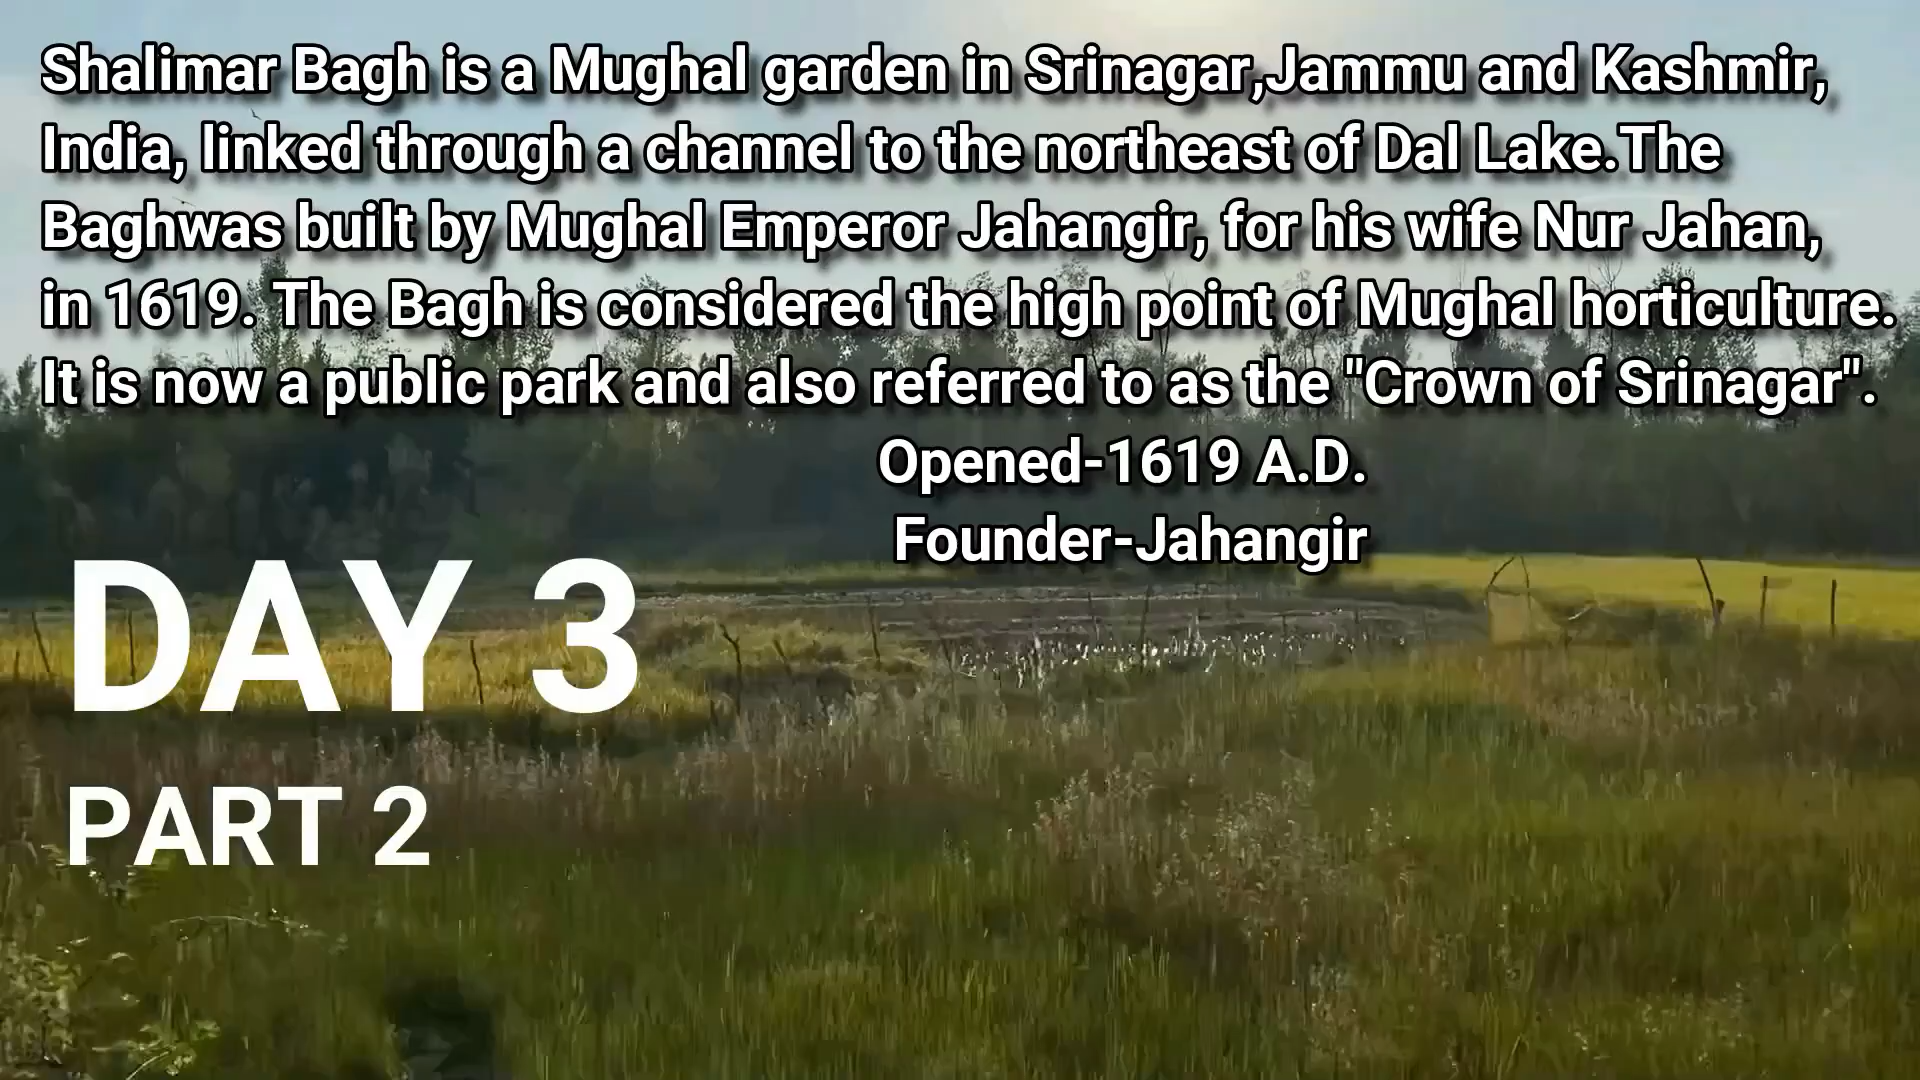 Shalimar Bagh is a Mughal garden in Srinagar,Jammu and Kashmir,
India, linked through a channel to the northeast of Dal Lake.The
Baghwas built by Mughal Emperor Jahangir, for his wife Nur Jahan,
in 1619. The Bagh is considered the high point of Mughal horticulture.
It is now a public park and also referred to as the "Crown of Srinagar".
Opened-1619 A.D.
Founder-Jahangir
DAY 3
PART 2